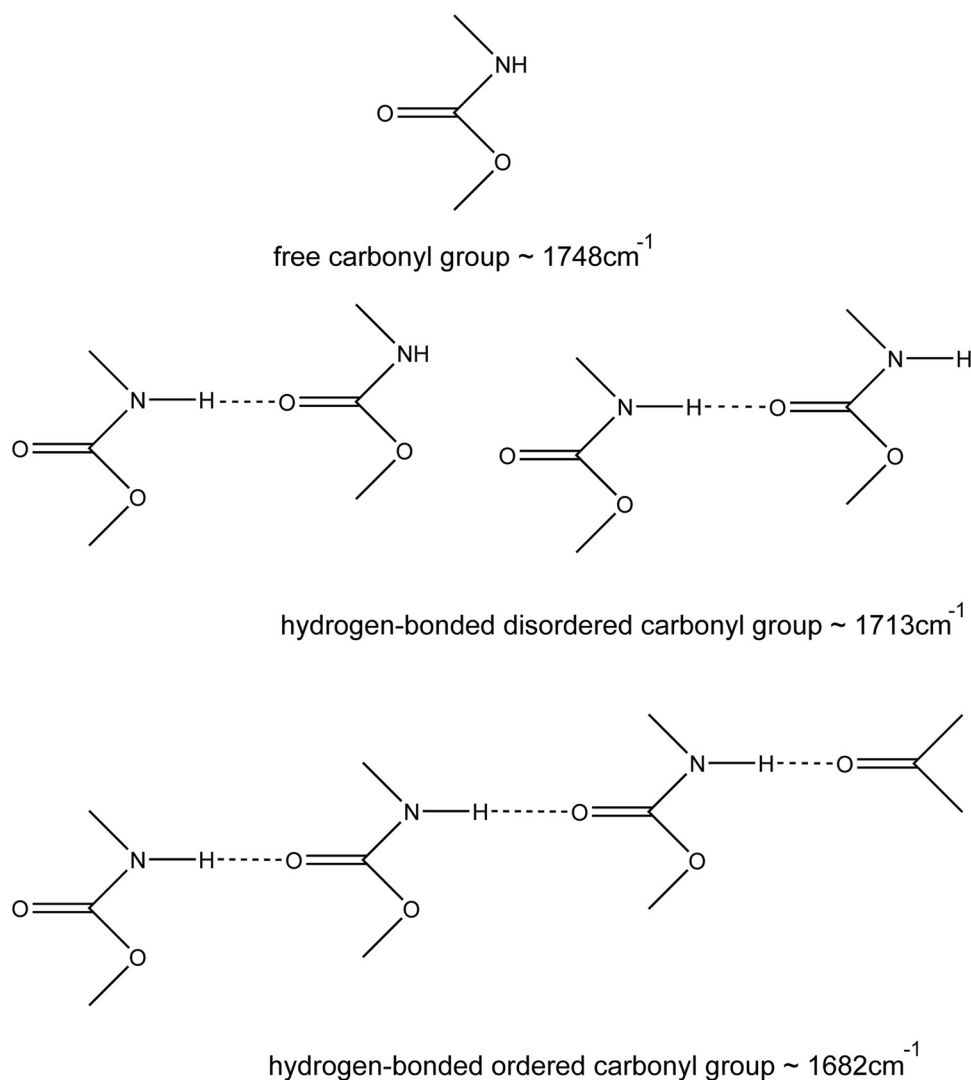 NH
O
O
free carbonyl group ~ 1748cm-1
NH N H
N H O O
O N H O
O O
O O
hydrogen-bonded disordered carbonyl group ~ 1713cm-1
N H O
N H O
N H O O
O O
O
hydrogen-bonded ordered carbonyl group ~ 1682cm-1